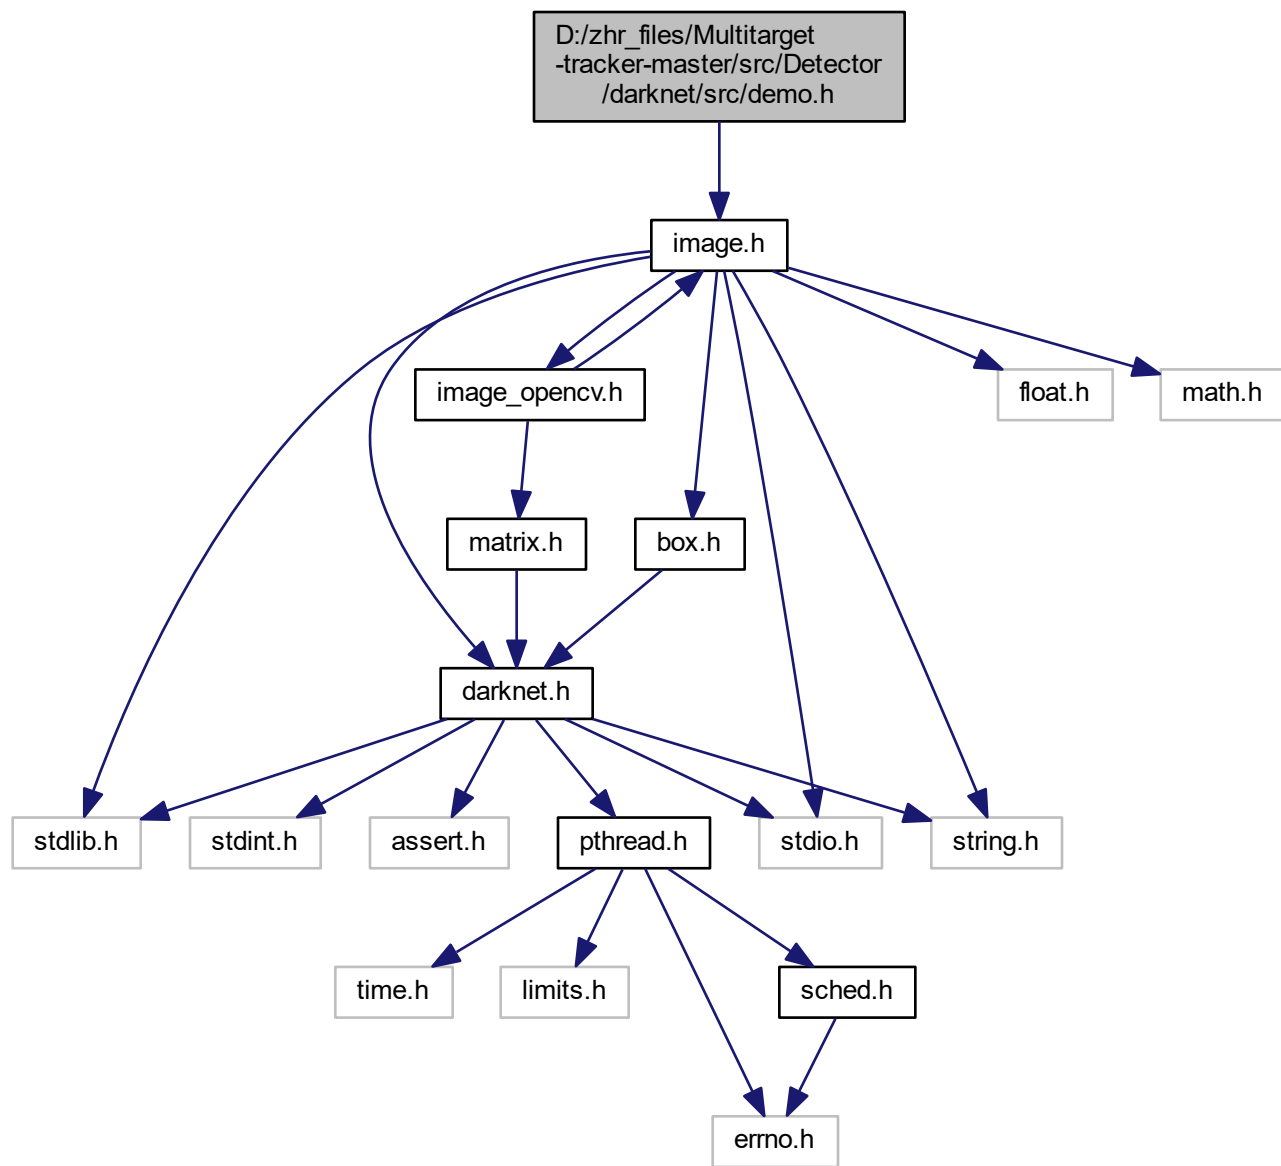 D:/zhr_files/Multitarget
-tracker-master/src/Detector
/darknet/src/demo.h
image.h
image_opencv.h
float.h
math.h
matrix.h
box.h
darknet.h
stdlib.h
stdint.h
assert.h
pthread.h
stdio.h
string.h
time.h
limits.h
sched.h
errno.h